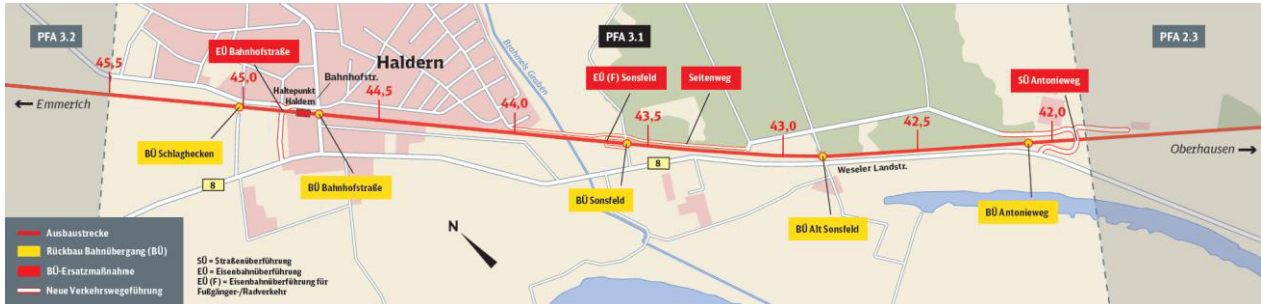 PFA 3.2
PFA 3.1
PFA 2.3
EÜ Bahnhofstraße
Bahnhofstr.
Haldern
Haltepunkt
Haldern
Brahmels Graben
EÜ (F) Sonsfeld
Seitenweg
SÜ Antonieweg
45,5
45,0
44,5
44,0
43,5
43,0
42,5
42,0
← Emmerich
Oberhausen →
BÜ Schlaghecken
BÜ Bahnhofstraße
BÜ Sonsfeld
BÜ Alt Sonsfeld
BÜ Antonieweg
8
8
Weseler Landstr.
N
Ausbaustrecke
Rückbau Bahnübergang (BÜ)
BÜ-Ersatzmaßnahme
Neue Verkehrswegeführung
SÜ = Straßenüberführung
EÜ = Eisenbahnüberführung
EÜ (F) = Eisenbahnüberführung für
Fußgänger-/Radverkehr